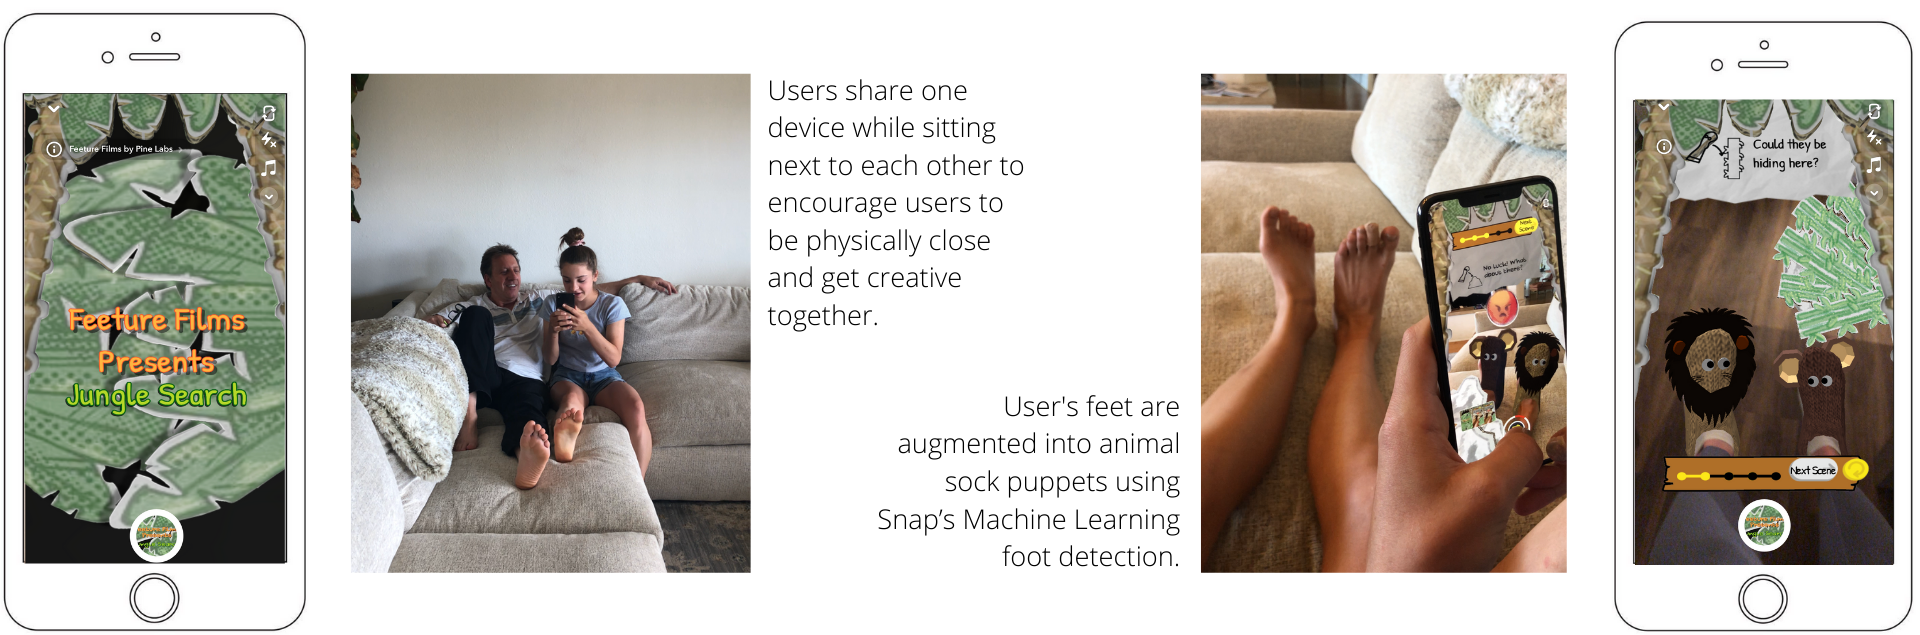 Feeture Films by Pine Labs
Feeture Films
Presents
Jungle Search
Users share one
device while sitting
next to each other to
encourage users to
be physically close
and get creative
together.
User's feet are
augmented into animal
sock puppets using
Snap’s Machine Learning
foot detection.
Next
Scene
No luck! What
about there?
Could they be
hiding here?
Next Scene